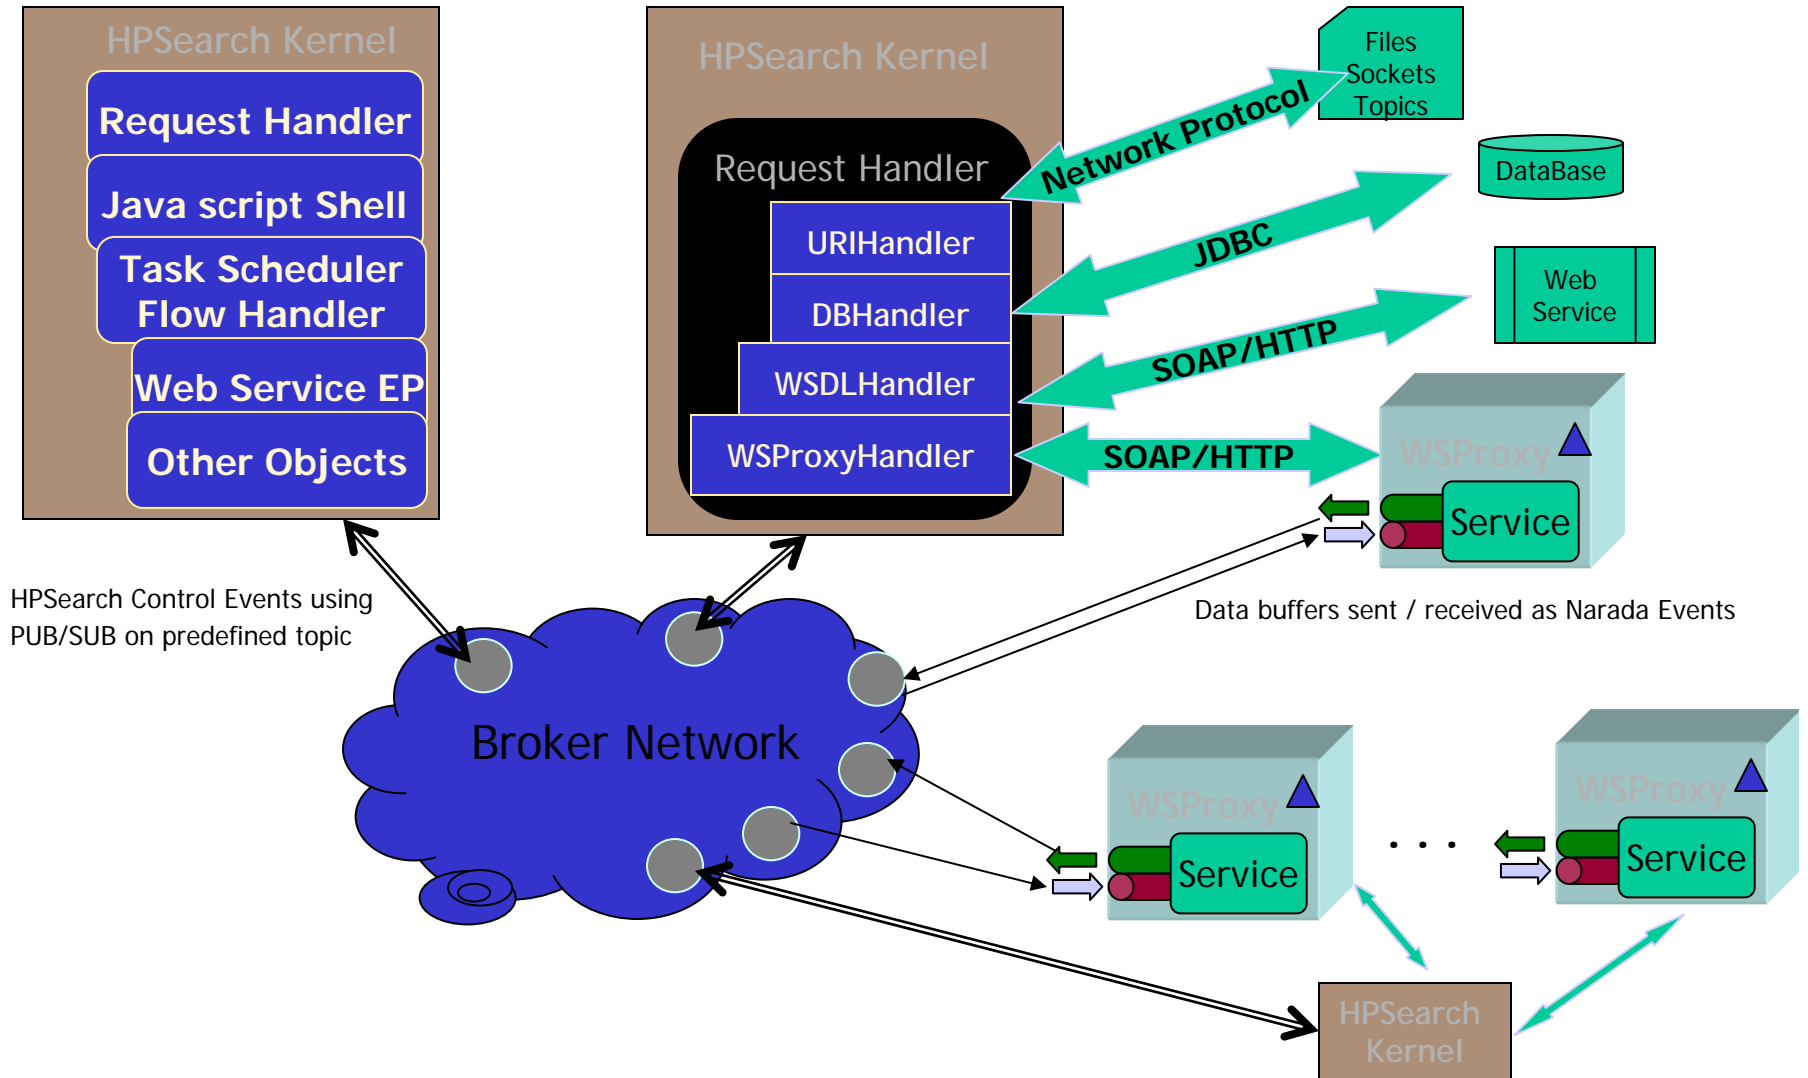 HPSearch Kernel
Request Handler
Java script Shell
Task Scheduler
Flow Handler
Web Service EP
Other Objects
HPSearch Kernel
Request Handler
URIHandler
DBHandler
WSDLHandler
WSProxyHandler
Network Protocol
JDBC
SOAP/HTTP
SOAP/HTTP
Files
Sockets
Topics
DataBase
Web
Service
WSProxy
Service
HPSearch Control Events using
PUB/SUB on predefined topic
Data buffers sent / received as Narada Events
Broker Network
WSProxy
Service
. . .
WSProxy
Service
HPSearch
Kernel